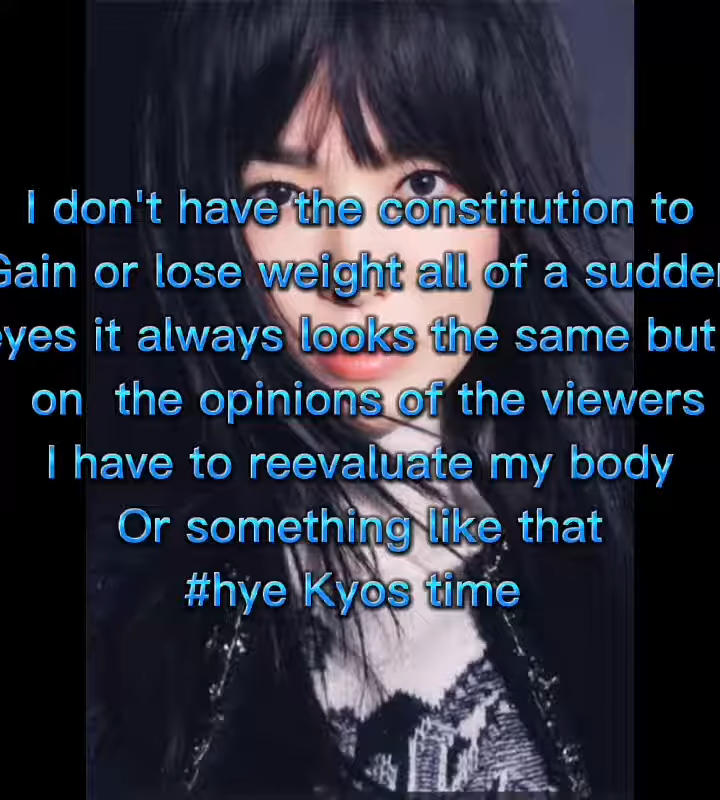 I don't have the constitution to
Gain or lose weight all of a sudden
eyes it always looks the same but
on the opinions of the viewers
I have to reevaluate my body
Or something like that
#hye Kyos time